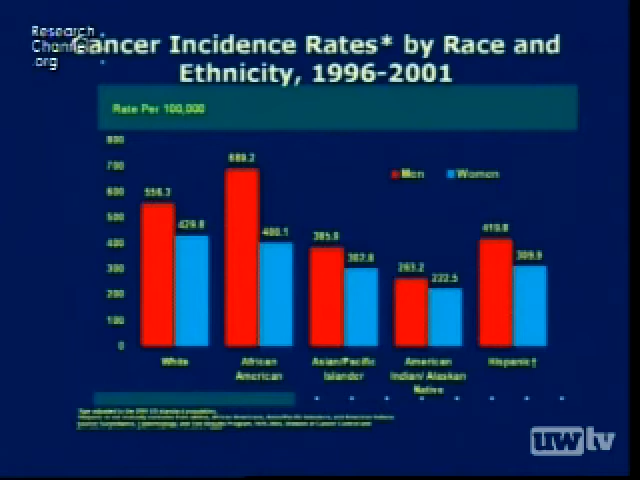 Research
Channel
.org
Cancer Incidence Rates* by Race and
Ethnicity, 1996-2001
Rate Per 100,000
800
700
600
500
400
300
200
100
0
556.3
429.8
689.2
400.1
385.9
302.8
263.2
222.5
419.8
309.9
Men
Women
White
African
American
Asian/Pacific
Islander
American
Indian/ Alaskan
Native
Hispanic†
uwtv